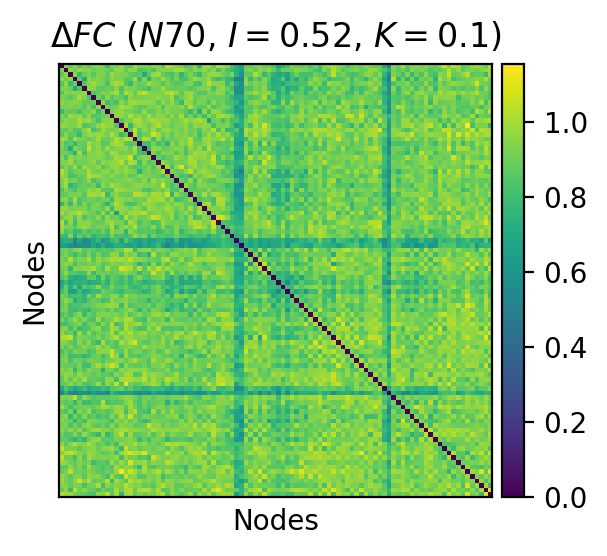 ΔFC (N70, I = 0.52, K = 0.1)
Nodes
Nodes
1.0
0.8
0.6
0.4
0.2
0.0